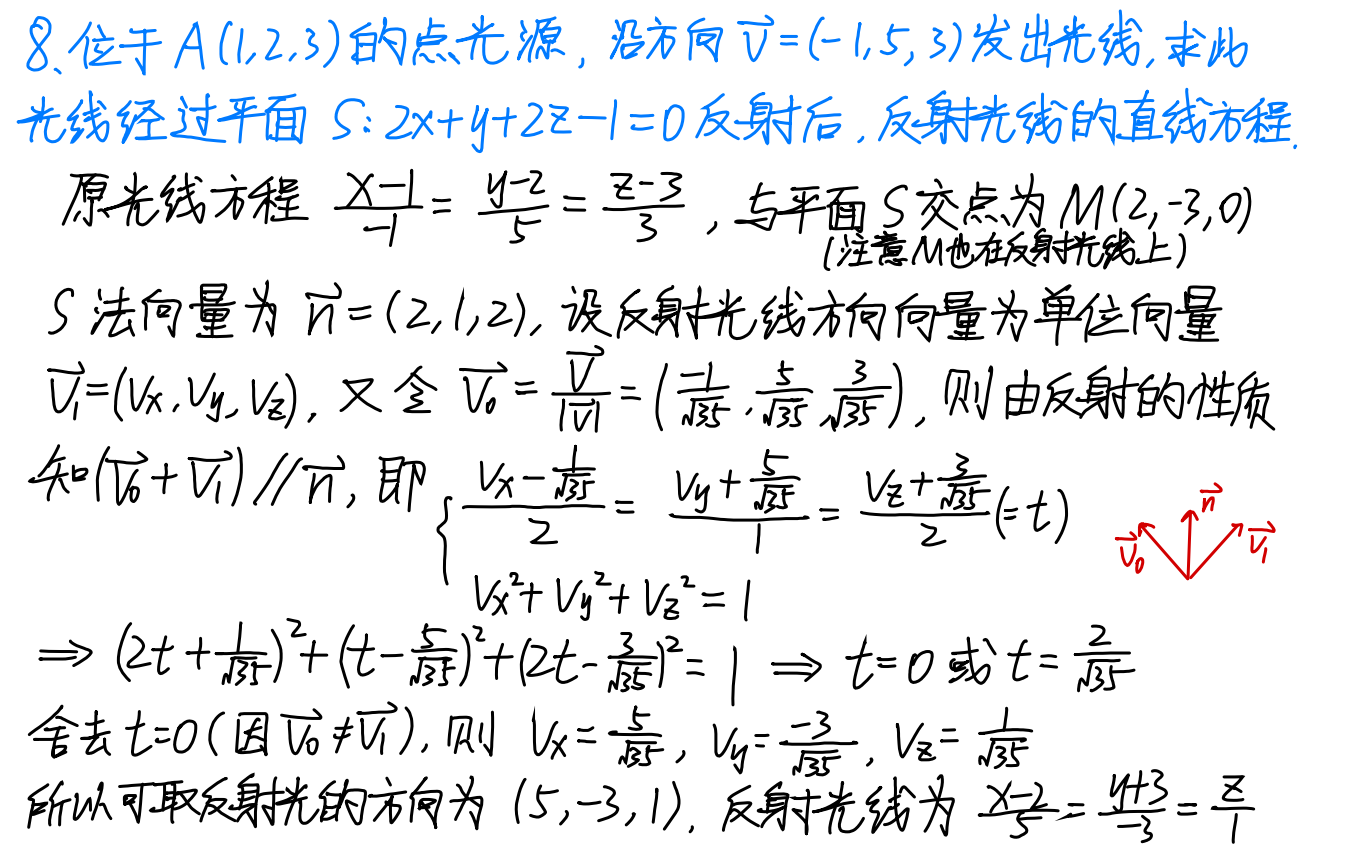 8、位于A(1,2,3)的点光源，沿方向 $\vec{V}=(-1,5,3)$ 发出光线,求此
光线经过平面 S: 2x+y+2z-1=0 反射后，反射光线的直线方程.
原光线方程 $\frac{x-1}{-1}=\frac{y-2}{5}=\frac{z-3}{3}$，与平面S交点为M(2,-3,0)
(注意M也在反射光线上)
S法向量为 $\vec{n}=(2,1,2)$, 设反射光线方向向量为单位向量
$\vec{V_1}=(V_x,V_y,V_z)$, 又令 $\vec{V_0}=\frac{\vec{V}}{|\vec{V}|}=(\frac{-1}{\sqrt{35}},\frac{5}{\sqrt{35}},\frac{3}{\sqrt{35}})$, 则由反射的性质
知 $(\vec{V_0}+\vec{V_1})//\vec{n}$, 即 $\begin{cases}\frac{V_x-\frac{1}{\sqrt{35}}}{2}=\frac{V_y+\frac{5}{\sqrt{35}}}{1}=\frac{V_z+\frac{3}{\sqrt{35}}}{2}(=t)\\V_x^2+V_y^2+V_z^2=1\end{cases}$
$\vec{V_0}$ $\vec{n}$ $\vec{V_1}$
$\Rightarrow (2t+\frac{1}{\sqrt{35}})^2+(t-\frac{5}{\sqrt{35}})^2+(2t-\frac{3}{\sqrt{35}})^2=1 \Rightarrow t=0$ 或 $t=\frac{2}{\sqrt{35}}$
舍去 t=0 (因 $\vec{V_0}\neq\vec{V_1}$), 则 $V_x=\frac{5}{\sqrt{35}}, V_y=\frac{-3}{\sqrt{35}}, V_z=\frac{1}{\sqrt{35}}$
所以可取反射光的方向为 (5,-3,1), 反射光线为 $\frac{x-2}{5}=\frac{y+3}{-3}=\frac{z}{1}$